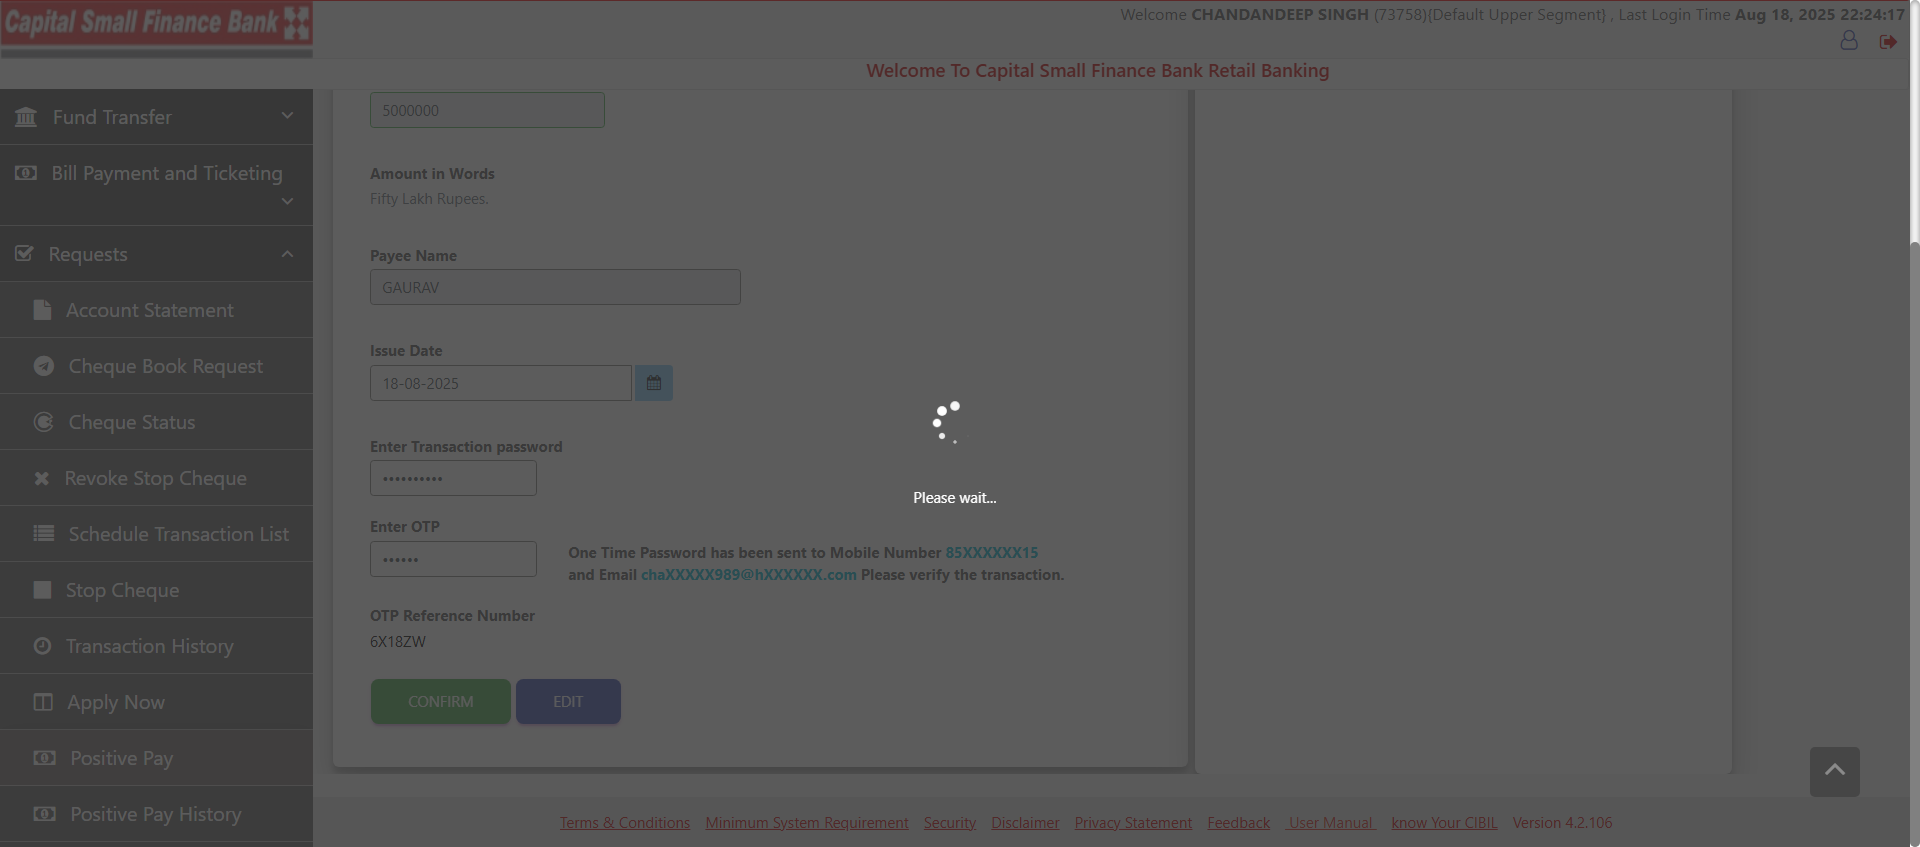 Capital Small Finance Bank
Welcome CHANDANDEEP SINGH (73758){Default Upper Segment} , Last Login Time Aug 18, 2025 22:24:17
Welcome To Capital Small Finance Bank Retail Banking
Fund Transfer
Bill Payment and Ticketing
Requests
Account Statement
Cheque Book Request
Cheque Status
Revoke Stop Cheque
Schedule Transaction List
Stop Cheque
Transaction History
Apply Now
Positive Pay
Positive Pay History
5000000
Amount in Words
Fifty Lakh Rupees.
Payee Name
GAURAV
Issue Date
18-08-2025
Enter Transaction password
••••••••••
Enter OTP
••••••
One Time Password has been sent to Mobile Number 85XXXXXX15
and Email chaXXXXX989@hXXXXXX.com Please verify the transaction.
OTP Reference Number
6X18ZW
CONFIRM EDIT
Please wait...
Terms & Conditions Minimum System Requirement Security Disclaimer Privacy Statement Feedback User Manual know Your CIBIL Version 4.2.106